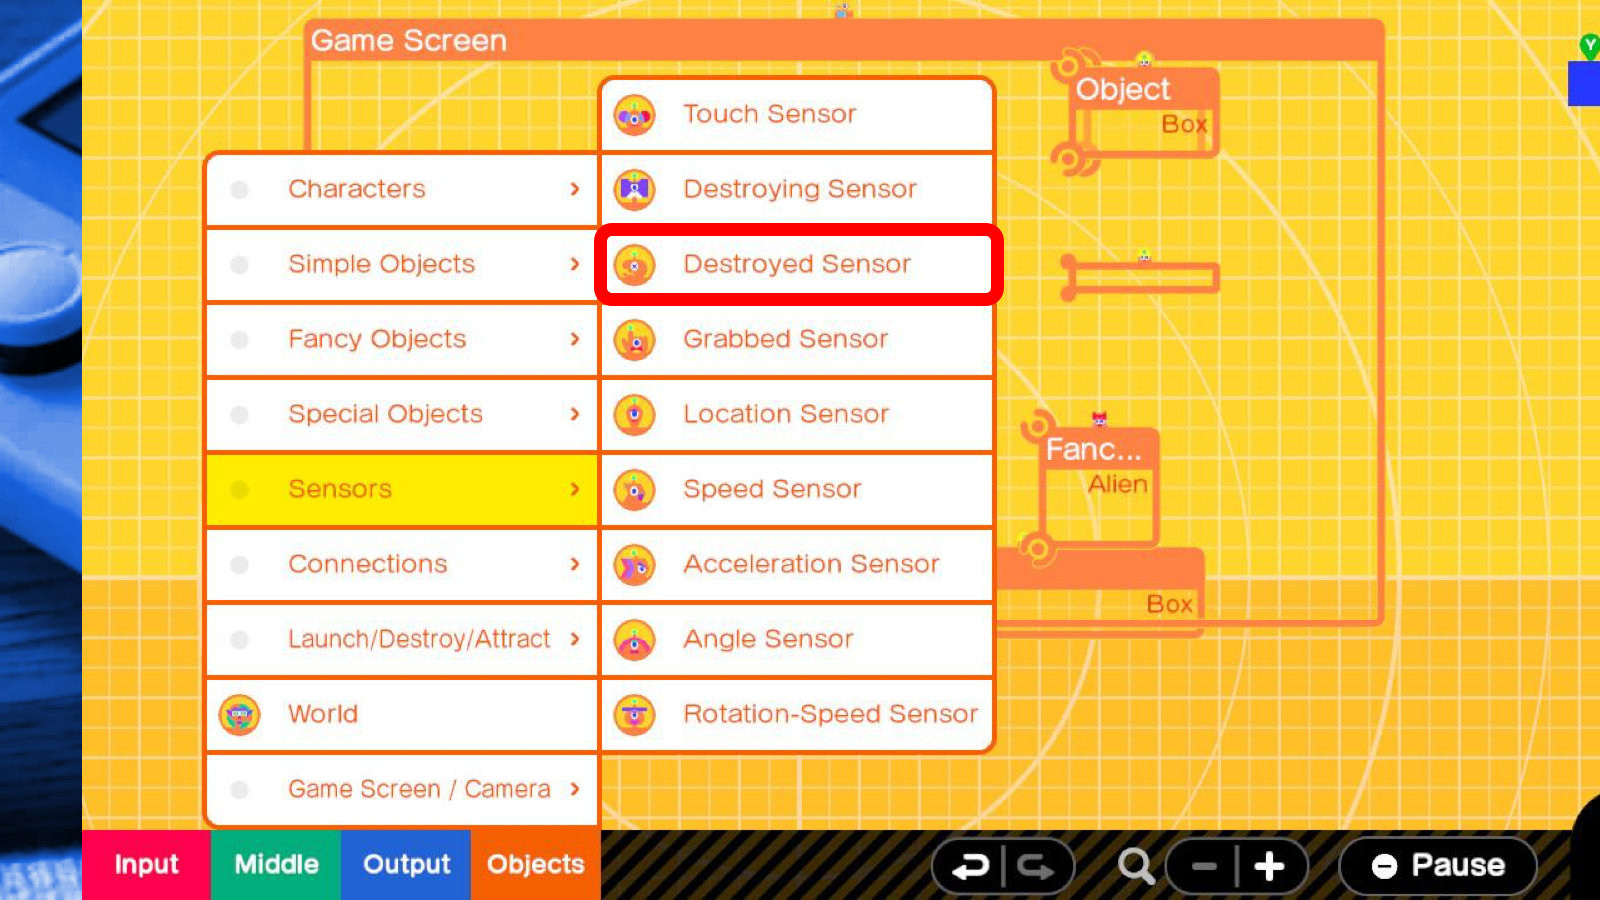 Game Screen
Object
Box
Y
Touch Sensor
Characters
Destroying Sensor
Simple Objects
Destroyed Sensor
Fancy Objects
Grabbed Sensor
Special Objects
Location Sensor
Fanc...
Alien
Sensors
Speed Sensor
Connections
Acceleration Sensor
Box
Launch/Destroy/Attract
Angle Sensor
World
Rotation-Speed Sensor
Game Screen / Camera
Input
Middle
Output
Objects
Pause